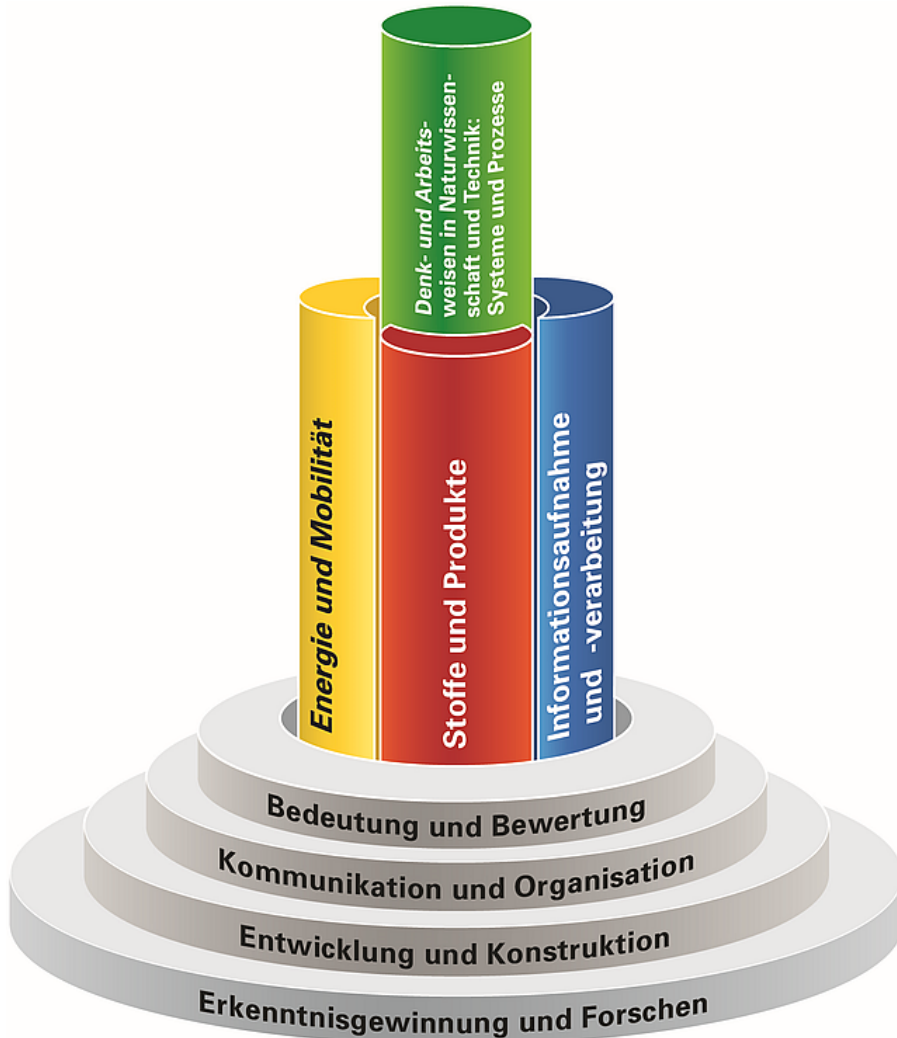 Denk- und Arbeits-
weisen in Naturwissen-
schaft und Technik:
Systeme und Prozesse
Energie und Mobilität
Stoffe und Produkte
Informationsaufnahme
und -verarbeitung
Bedeutung und Bewertung
Kommunikation und Organisation
Entwicklung und Konstruktion
Erkenntnisgewinnung und Forschen